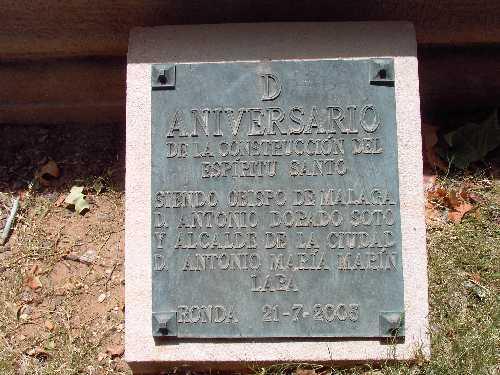 D
ANIVERSARIO
DE LA CONSTRUCCIÓN DEL
ESPÍRITU SANTO
SIENDO OBISPO DE MÁLAGA
D. ANTONIO DORADO SOTO
Y ALCALDE DE LA CIUDAD
D. ANTONIO MARÍA MARÍN
LARA
RONDA 21-7-2005